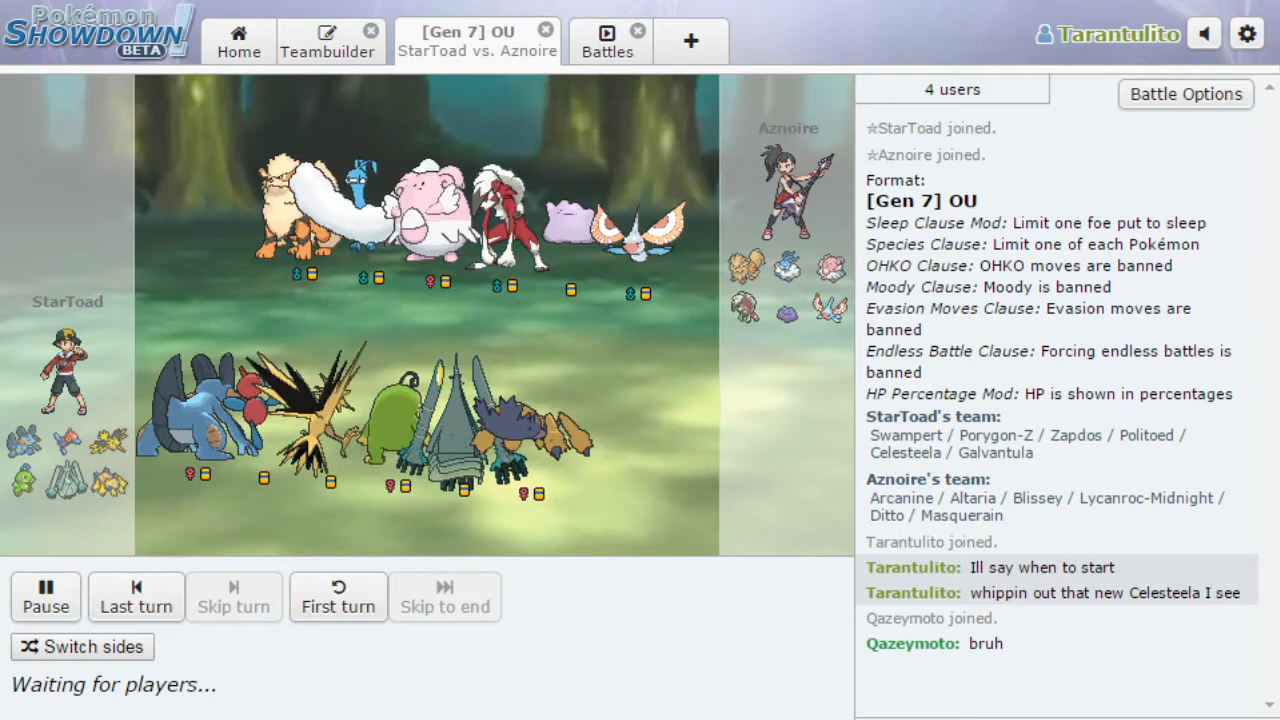 Pokémon
SHOWDOWN!
BETA
Home
Teambuilder
[Gen 7] OU
StarToad vs. Aznoire
Battles
Tarantulito
4 users
Battle Options
StarToad
Aznoire
☆StarToad joined.
☆Aznoire joined.
Format:
[Gen 7] OU
Sleep Clause Mod: Limit one foe put to sleep
Species Clause: Limit one of each Pokémon
OHKO Clause: OHKO moves are banned
Moody Clause: Moody is banned
Evasion Moves Clause: Evasion moves are
banned
Endless Battle Clause: Forcing endless battles is
banned
HP Percentage Mod: HP is shown in percentages
StarToad's team:
Swampert / Porygon-Z / Zapdos / Politoed /
Celesteela / Galvantula
Aznoire's team:
Arcanine / Altaria / Blissey / Lycanroc-Midnight /
Ditto / Masquerain
Tarantulito joined.
Tarantulito: Ill say when to start
Tarantulito: whippin out that new Celesteela I see
Qazeymoto joined.
Qazeymoto: bruh
Pause
Last turn
Skip turn
First turn
Skip to end
Switch sides
Waiting for players...